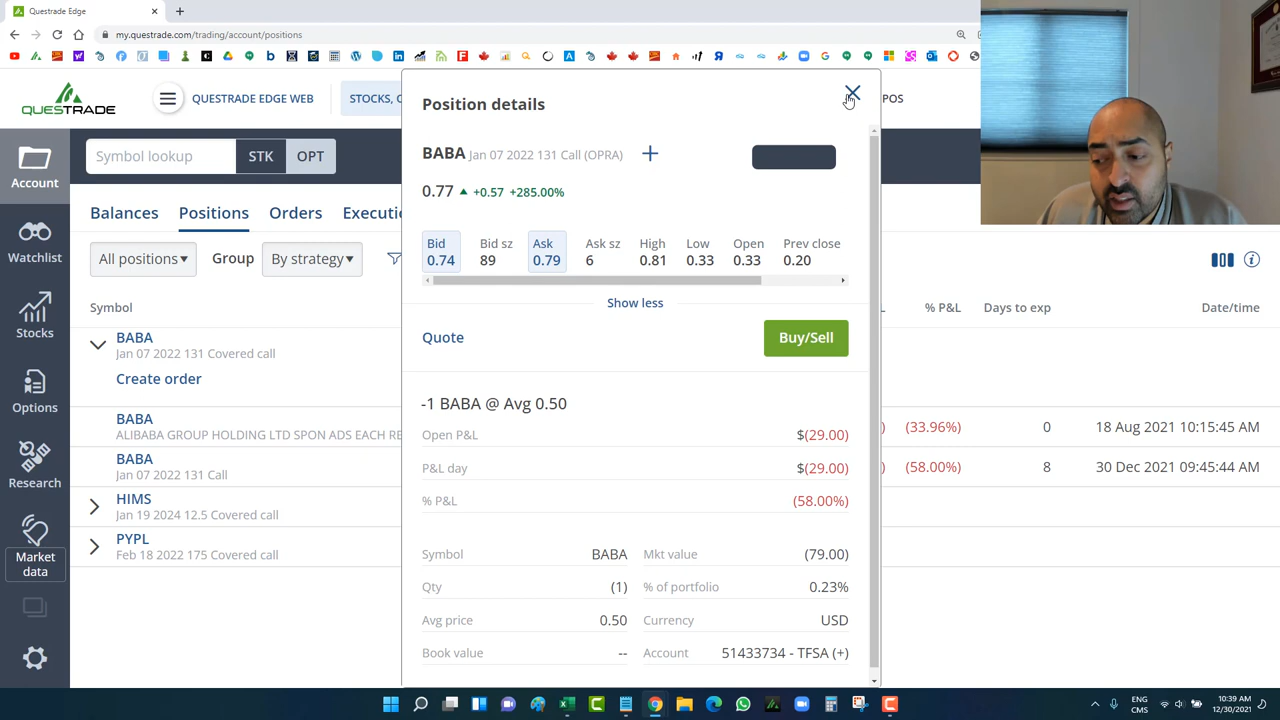 Questrade Edge
my.questrade.com/trading/account/positions
QUESTRADE
QUESTRADE EDGE WEB
STOCKS, O
POS
Symbol lookup
STK
OPT
Account
Watchlist
Stocks
Options
Research
Market
data
Balances
Positions
Orders
Executi
All positions
Group
By strategy
Symbol
% P&L
Days to exp
Date/time
BABA
Jan 07 2022 131 Covered call
Create order
BABA
ALIBABA GROUP HOLDING LTD SPON ADS EACH RE
(33.96%)
0
18 Aug 2021 10:15:45 AM
BABA
Jan 07 2022 131 Call
(58.00%)
8
30 Dec 2021 09:45:44 AM
HIMS
Jan 19 2024 12.5 Covered call
PYPL
Feb 18 2022 175 Covered call
Position details
BABA Jan 07 2022 131 Call (OPRA)
0.77 +0.57 +285.00%
Bid Bid sz Ask Ask sz High Low Open Prev close
0.74 89 0.79 6 0.81 0.33 0.33 0.20
Show less
Quote
Buy/Sell
-1 BABA @ Avg 0.50
Open P&L $(29.00)
P&L day $(29.00)
% P&L (58.00%)
Symbol BABA Mkt value (79.00)
Qty (1) % of portfolio 0.23%
Avg price 0.50 Currency USD
Book value -- Account 51433734 - TFSA (+)
ENG
CMS
10:39 AM
12/30/2021